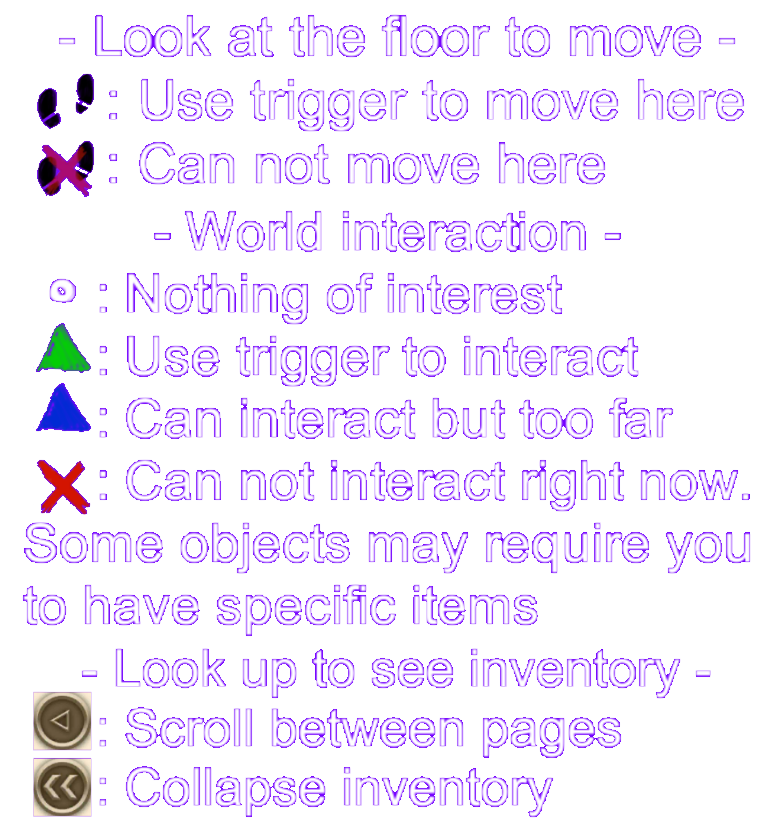 - Look at the floor to move -
: Use trigger to move here
: Can not move here
- World interaction -
: Nothing of interest
: Use trigger to interact
: Can interact but too far
: Can not interact right now.
Some objects may require you
to have specific items
- Look up to see inventory -
: Scroll between pages
: Collapse inventory